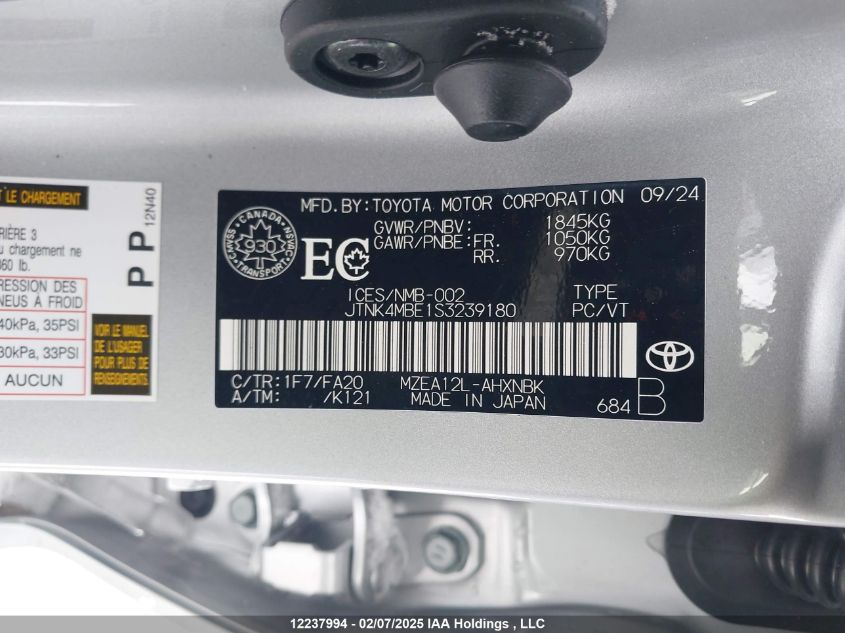 T LE CHARGEMENT
RIÈRE 3
u chargement ne
360 lb.
RESSION DES
NEUS À FROID
40kPa, 35PSI
30kPa, 33PSI
AUCUN
P P
12N40
VOIR LE MANUEL
DE L'USAGER
POUR PLUS DE
RENSEIGNEMENTS
MFD.BY:TOYOTA MOTOR CORPORATION 09/24
CANADA
930
TRANSPORT
CMVSS
NSVAC
EC
GVWR/PNBV: 1845KG
GAWR/PNBE:FR. 1050KG
RR. 970KG
ICES/NMB-002 TYPE
JTNK4MBE1S3239180 PC/VT
C/TR:1F7/FA20 MZEA12L-AHXNBK
A/TM: /K121 MADE IN JAPAN 684 B
12237994 - 02/07/2025 IAA Holdings , LLC